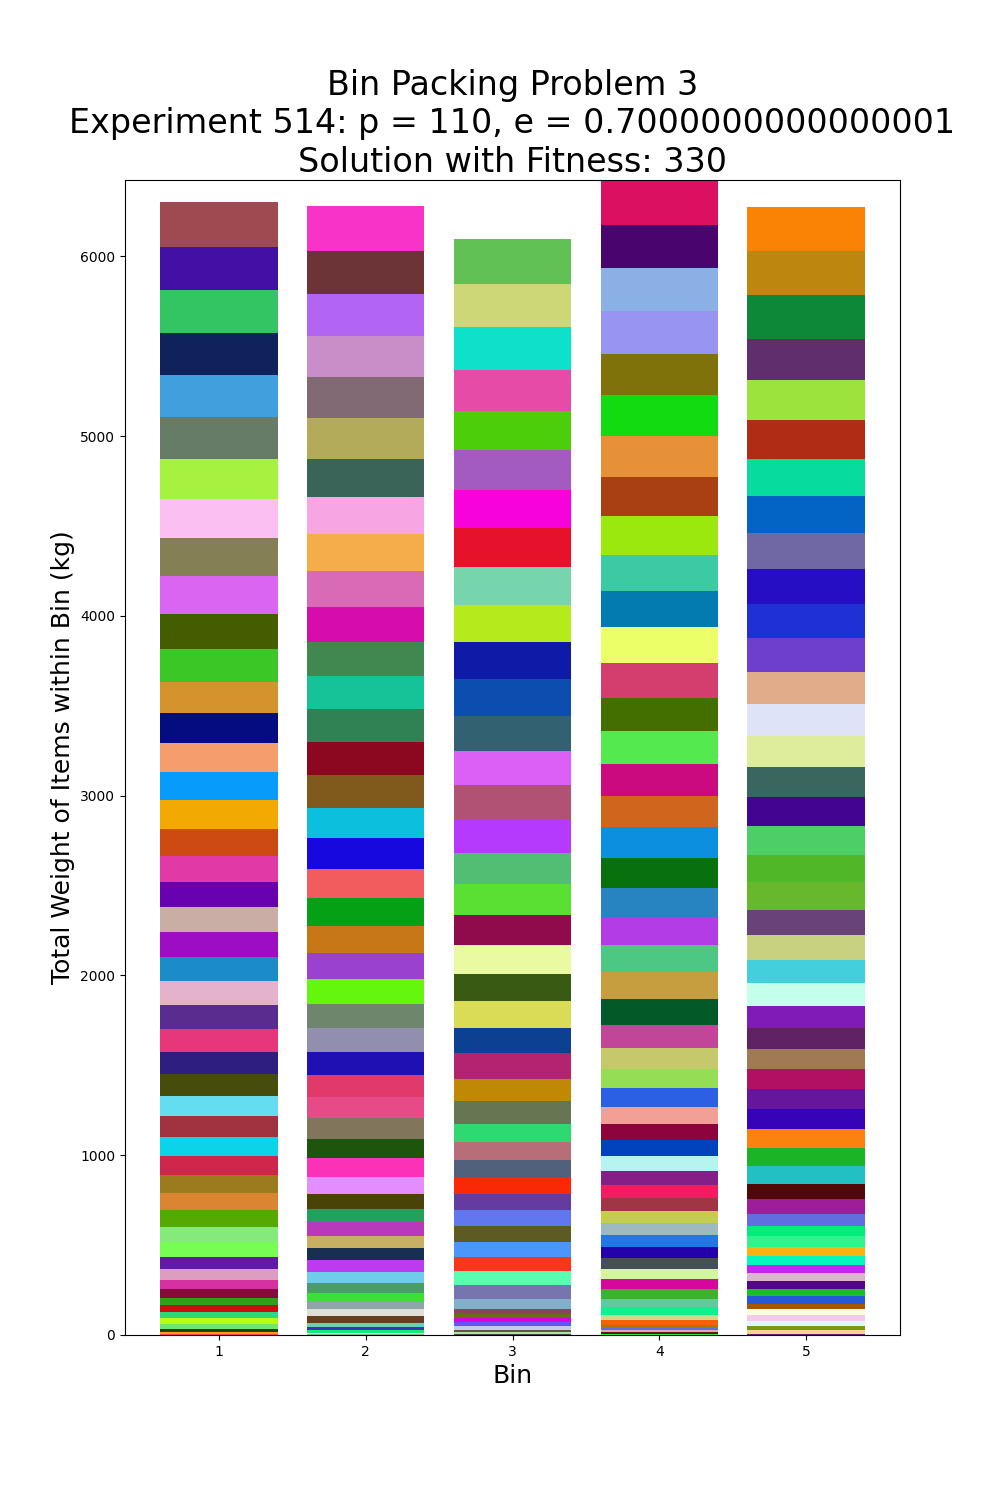 Bin Packing Problem 3
Experiment 514: p = 110, e = 0.7000000000000001
Solution with Fitness: 330
6000
5000
4000
3000
2000
1000
0
Total Weight of Items within Bin (kg)
1 2 3 4 5
Bin